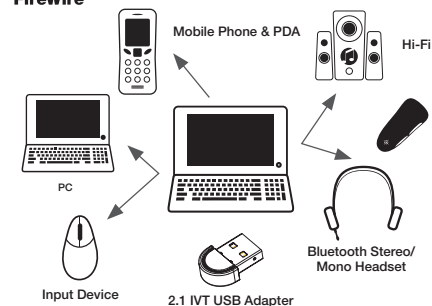 FireWire
Mobile Phone & PDA
Hi-Fi
PC
Bluetooth Stereo/
Mono Headset
Input Device
2.1 IVT USB Adapter